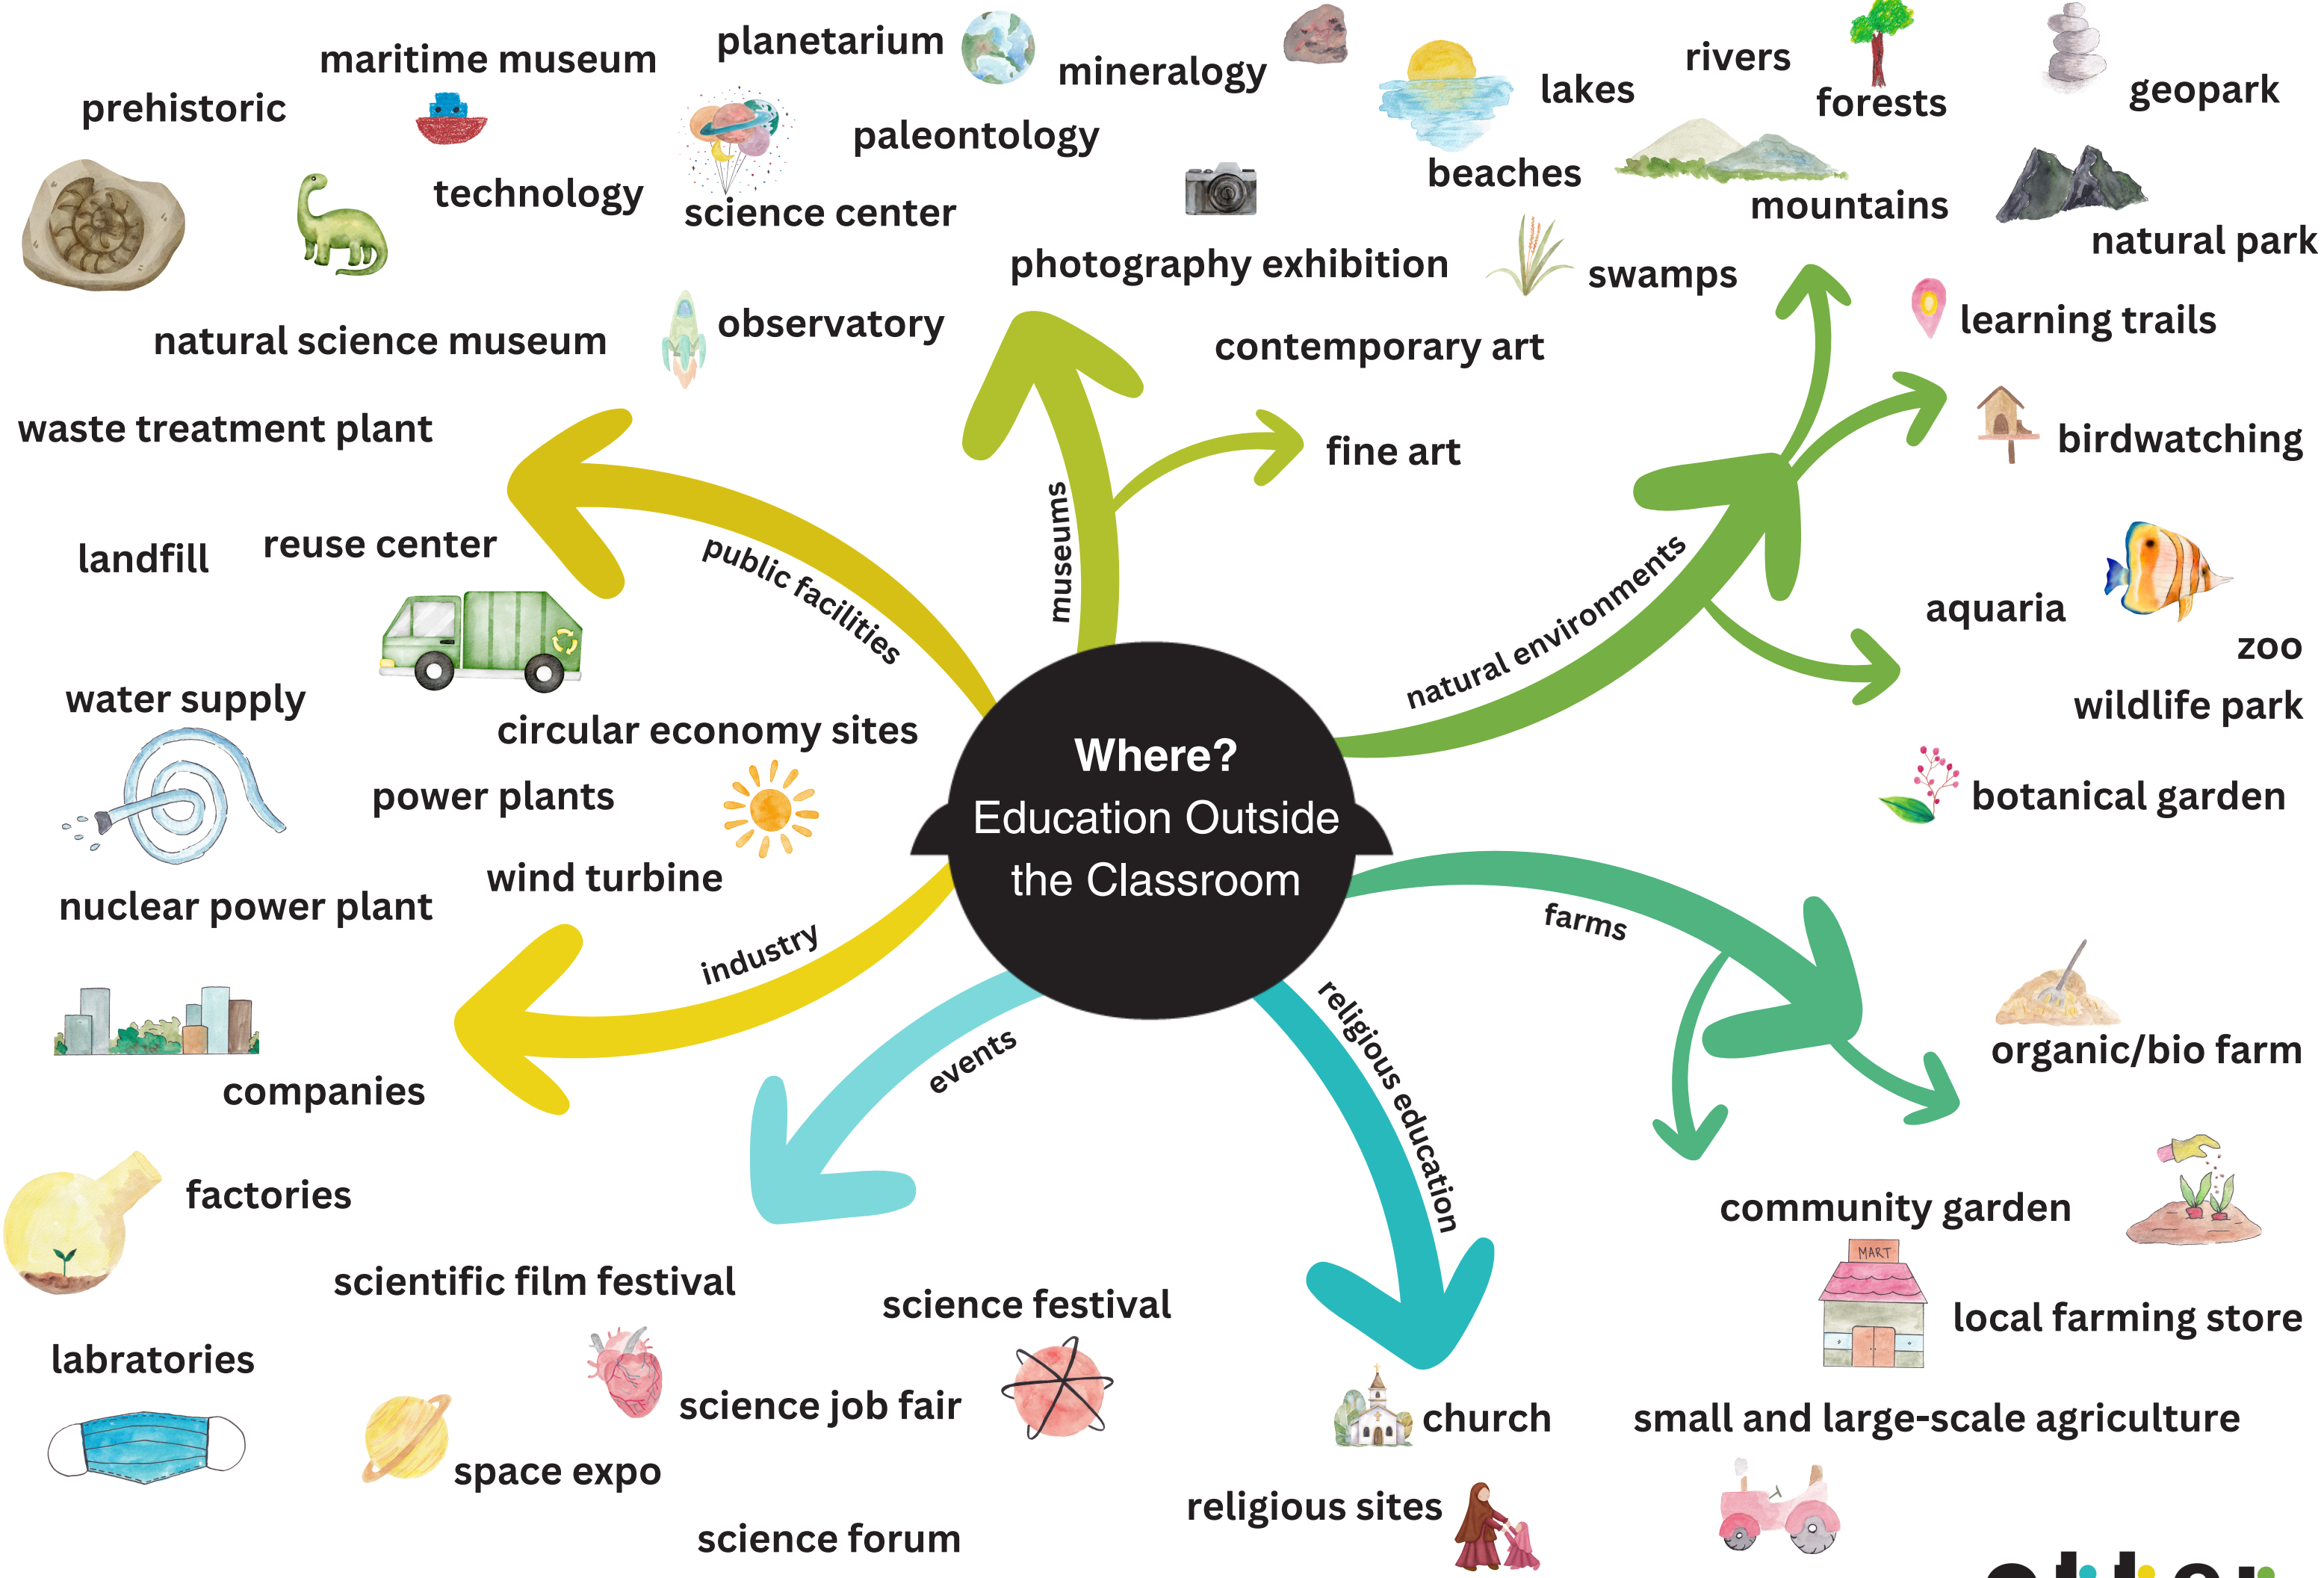 Where?
Education Outside
the Classroom
museums
prehistoric
maritime museum
planetarium
mineralogy
technology
science center
paleontology
photography exhibition
natural science museum
observatory
contemporary art
fine art
natural environments
lakes
rivers
forests
geopark
beaches
mountains
natural park
swamps
learning trails
birdwatching
aquaria
zoo
wildlife park
botanical garden
farms
organic/bio farm
community garden
MART
local farming store
small and large-scale agriculture
religious education
church
religious sites
events
scientific film festival
science festival
science job fair
space expo
science forum
industry
companies
factories
labratories
public facilities
waste treatment plant
landfill
reuse center
water supply
circular economy sites
power plants
wind turbine
nuclear power plant